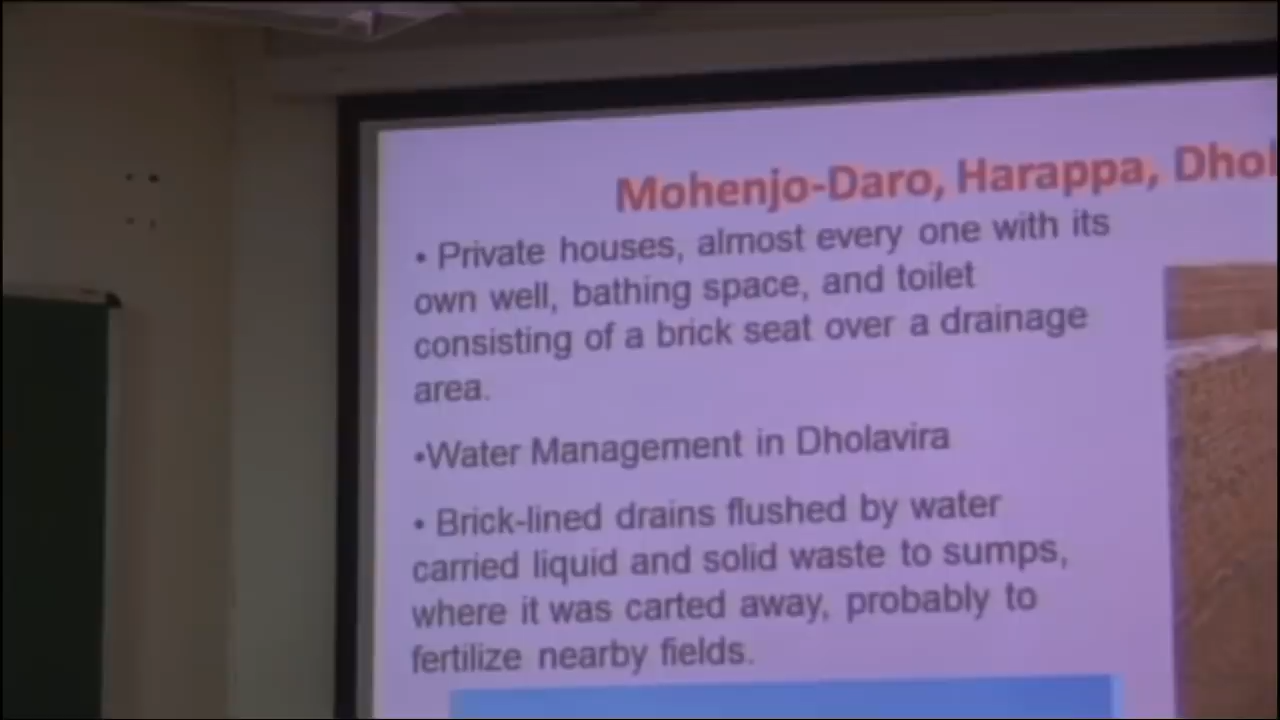 Mohenjo-Daro, Harappa, Dhol
• Private houses, almost every one with its
own well, bathing space, and toilet
consisting of a brick seat over a drainage
area.
•Water Management in Dholavira
• Brick-lined drains flushed by water
carried liquid and solid waste to sumps,
where it was carted away, probably to
fertilize nearby fields.